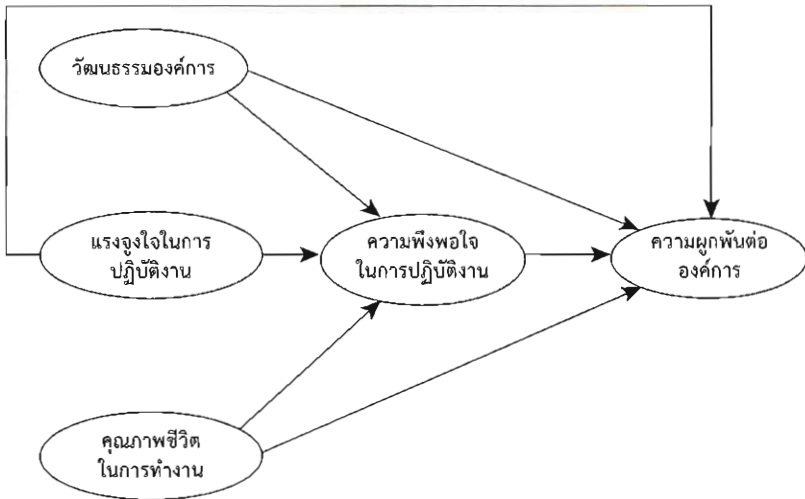 วัฒนธรรมองค์การ
แรงจูงใจในการ
ปฏิบัติงาน
ความพึงพอใจ
ในการปฏิบัติงาน
ความผูกพันต่อ
องค์การ
คุณภาพชีวิต
ในการทำงาน